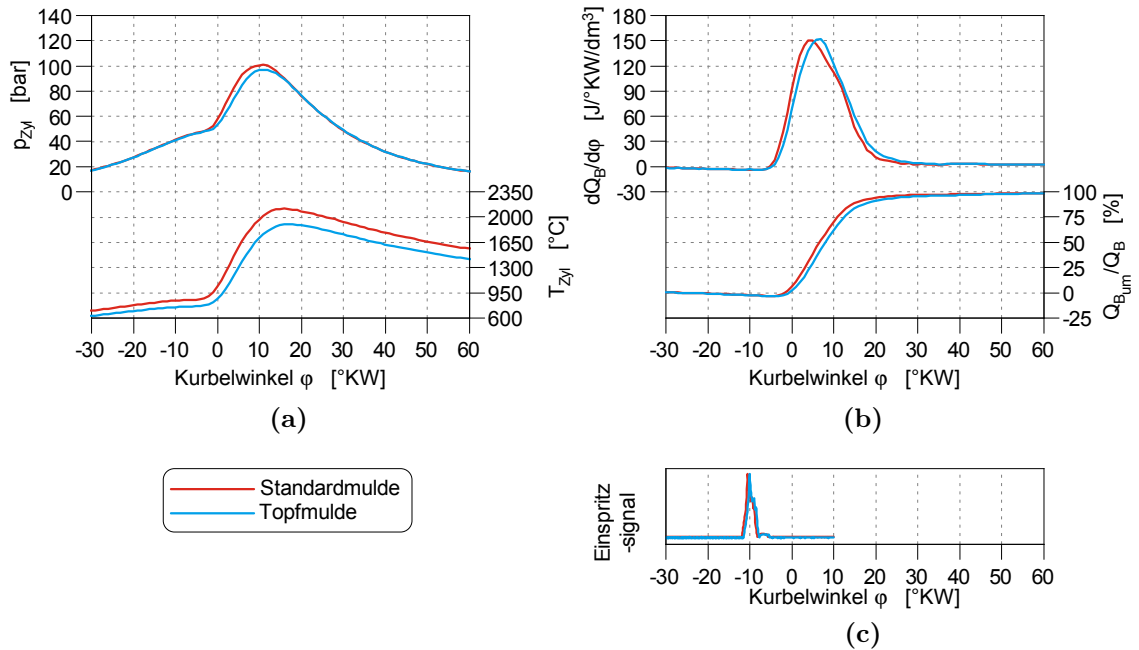 140
120
100
80
60
40
20
0
p_Zyl [bar]
2350
2000
1650
1300
950
600
T_Zyl [°C]
-30 -20 -10 0 10 20 30 40 50 60
Kurbelwinkel φ [°KW]
(a)
180
150
120
90
60
30
0
-30
dQ_B/dφ [J/°KW/dm³]
100
75
50
25
0
-25
Q_B_um/Q_B [%]
-30 -20 -10 0 10 20 30 40 50 60
Kurbelwinkel φ [°KW]
(b)
Standardmulde
Topfmulde
Einspritz
-signal
-30 -20 -10 0 10 20 30 40 50 60
Kurbelwinkel φ [°KW]
(c)